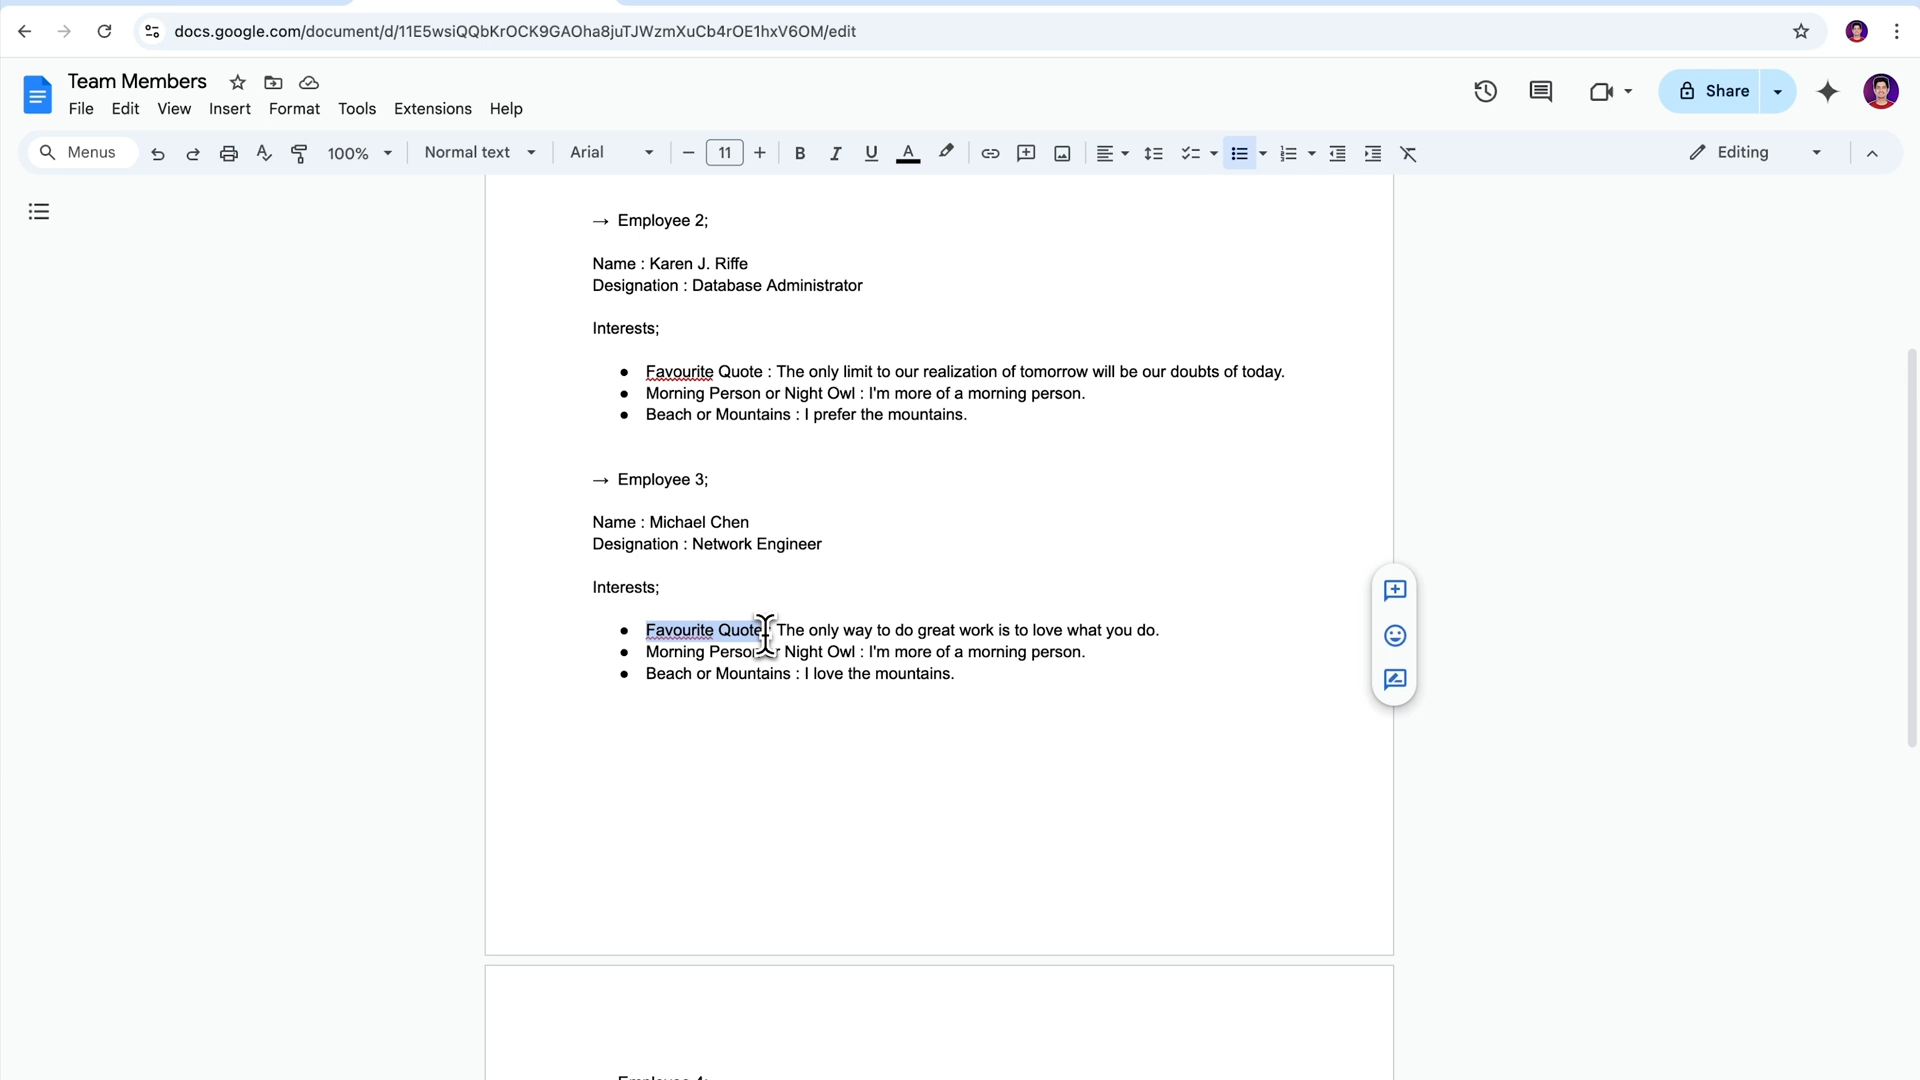 docs.google.com/document/d/11E5wsiQQbKrOCK9GAOha8juTJWzmXuCb4rOE1hxV6OM/edit
Team Members
File Edit View Insert Format Tools Extensions Help
Share
Menus 100% Normal text Arial 11 Editing
→ Employee 2;
Name : Karen J. Riffe
Designation : Database Administrator
Interests;
● Favourite Quote : The only limit to our realization of tomorrow will be our doubts of today.
● Morning Person or Night Owl : I'm more of a morning person.
● Beach or Mountains : I prefer the mountains.
→ Employee 3;
Name : Michael Chen
Designation : Network Engineer
Interests;
● Favourite Quote : The only way to do great work is to love what you do.
● Morning Person or Night Owl : I'm more of a morning person.
● Beach or Mountains : I love the mountains.